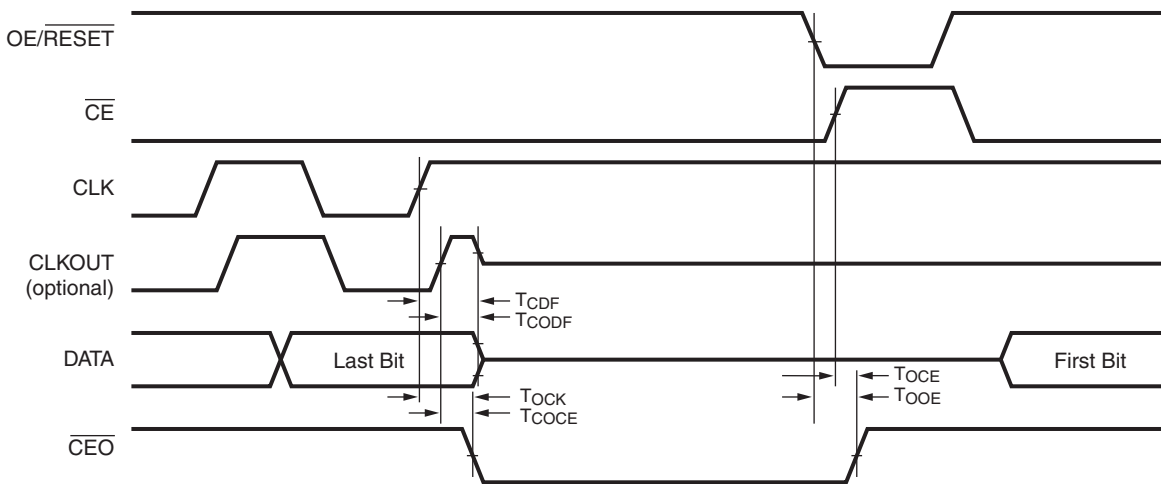 OE/RESET
CE
CLK
CLKOUT
(optional)
TCDF
TCODF
DATA
Last Bit
First Bit
TOCE
TOOE
TOCK
TCOCE
CEO